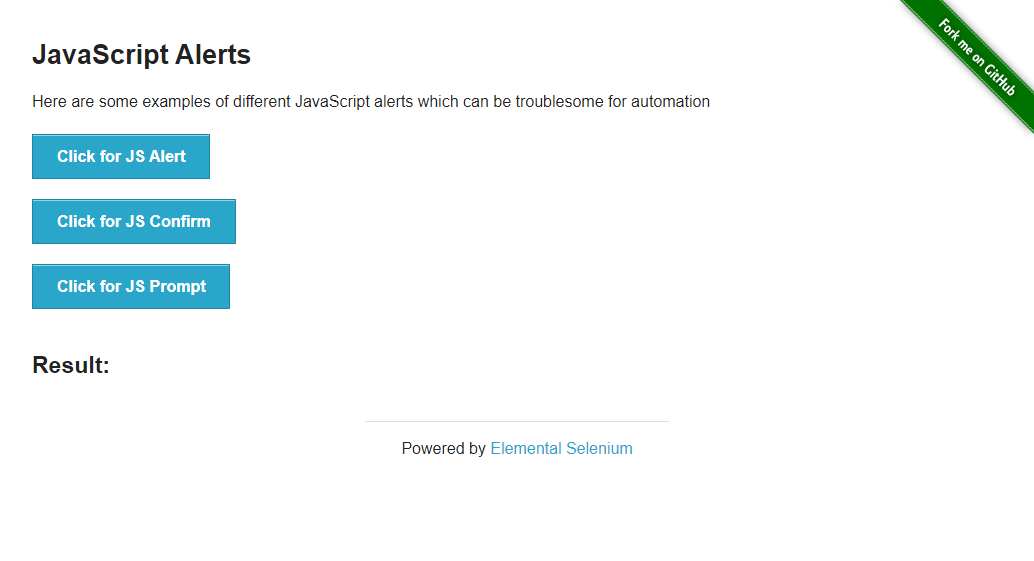 Fork me on GitHub
JavaScript Alerts
Here are some examples of different JavaScript alerts which can be troublesome for automation
Click for JS Alert
Click for JS Confirm
Click for JS Prompt
Result:
Powered by Elemental Selenium